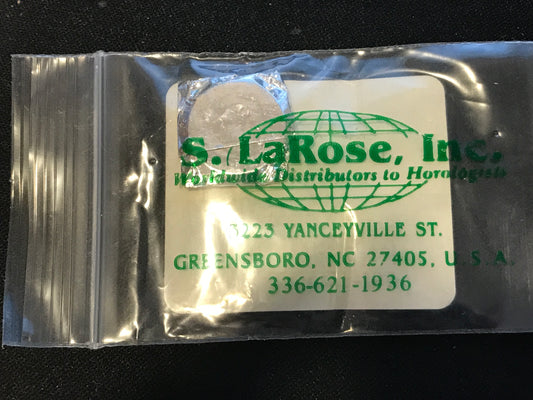 S. LaRose, Inc.
Worldwide Distributors to Horologists
3223 YANCEYVILLE ST.
GREENSBORO, NC 27405, U.S.A.
336-621-1936